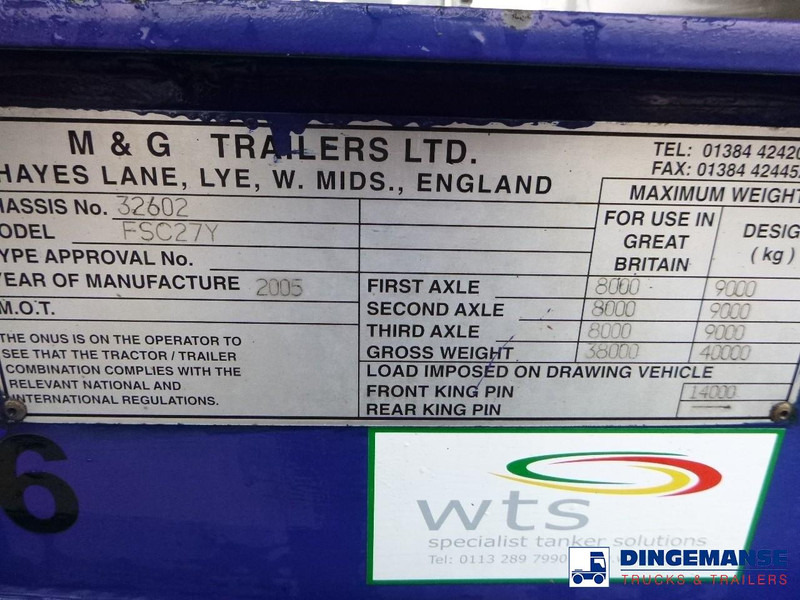 M & G TRAILERS LTD.
HAYES LANE, LYE, W. MIDS., ENGLAND
TEL: 01384 42420
FAX: 01384 42445
MAXIMUM WEIGHT
HASSIS No. 32602
ODEL FSC27Y
YPE APPROVAL No.
YEAR OF MANUFACTURE 2005
M.O.T.
FOR USE IN GREAT BRITAIN
DESIG (kg)
FIRST AXLE 8000 9000
SECOND AXLE 8000 9000
THIRD AXLE 8000 9000
GROSS WEIGHT 38000 40000
LOAD IMPOSED ON DRAWING VEHICLE
FRONT KING PIN 14000
REAR KING PIN —
THE ONUS IS ON THE OPERATOR TO
SEE THAT THE TRACTOR / TRAILER
COMBINATION COMPLIES WITH THE
RELEVANT NATIONAL AND
INTERNATIONAL REGULATIONS.
6
wts
specialist tanker solutions
Tel: 0113 289 7990
DINGEMANSE
TRUCKS & TRAILERS